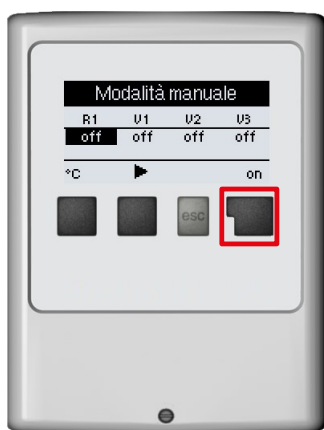 Modalità manuale
R1 V1 V2 V3
off off off off
°C ▶ on
esc